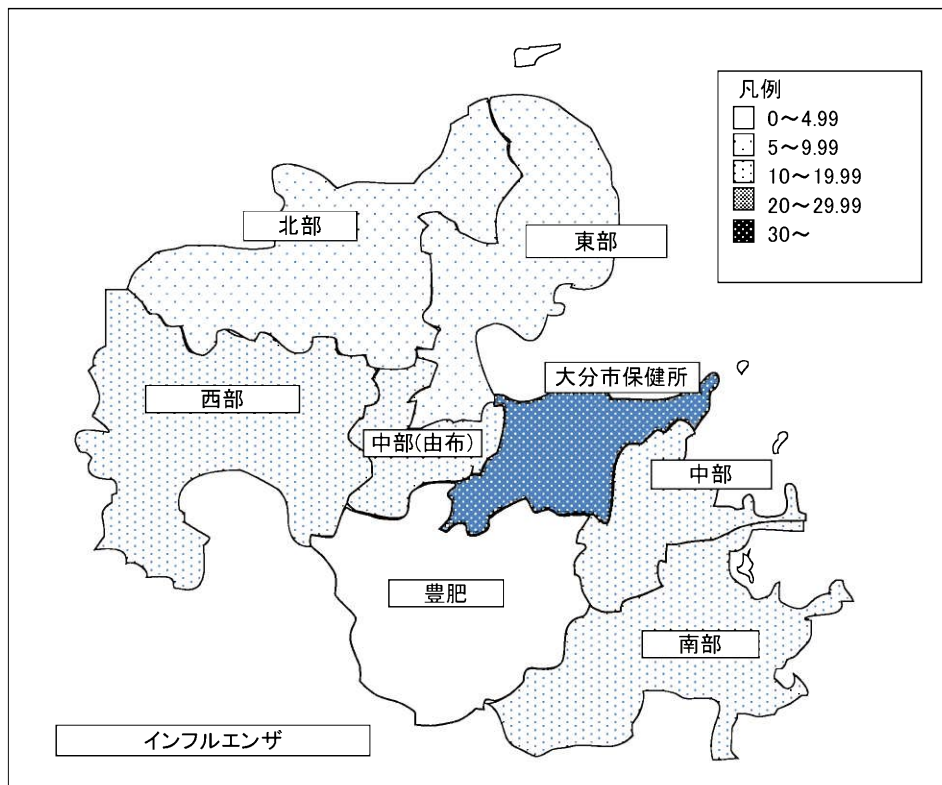 凡例
0～4.99
5～9.99
10～19.99
20～29.99
30～
北部
東部
大分市保健所
西部
中部(由布)
中部
豊肥
南部
インフルエンザ